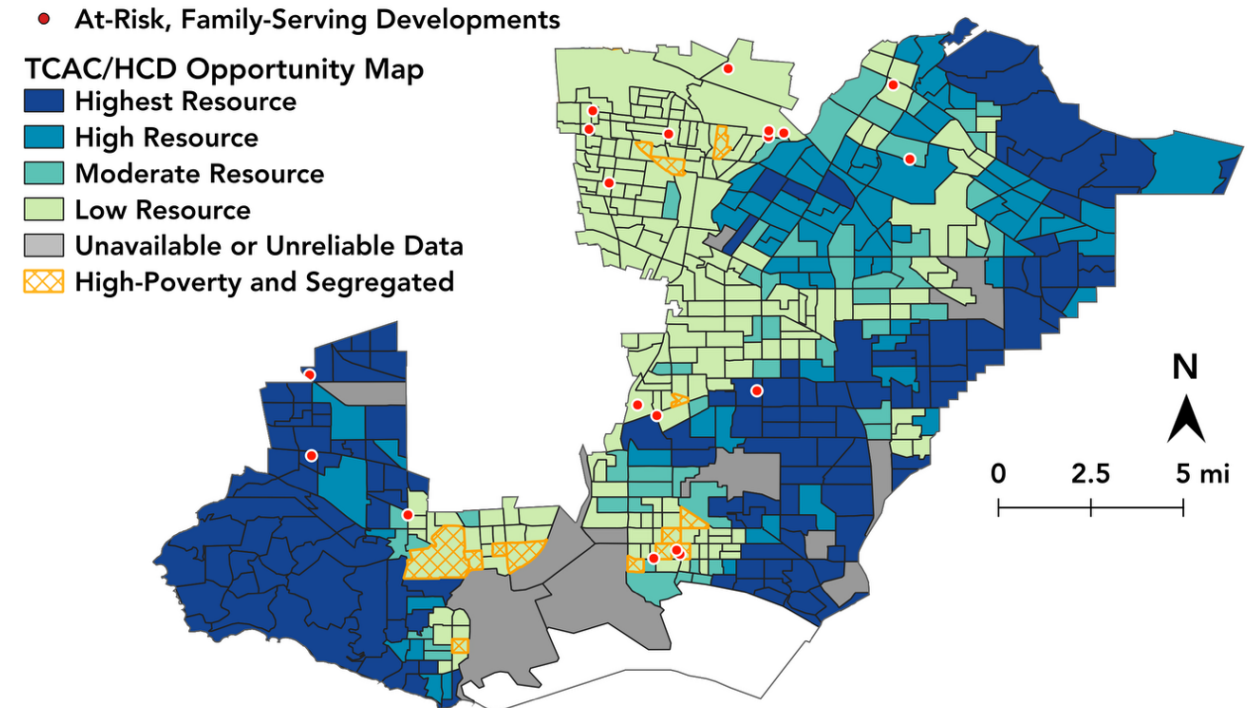 At-Risk, Family-Serving Developments
TCAC/HCD Opportunity Map
Highest Resource
High Resource
Moderate Resource
Low Resource
Unavailable or Unreliable Data
High-Poverty and Segregated
N
0 2.5 5 mi